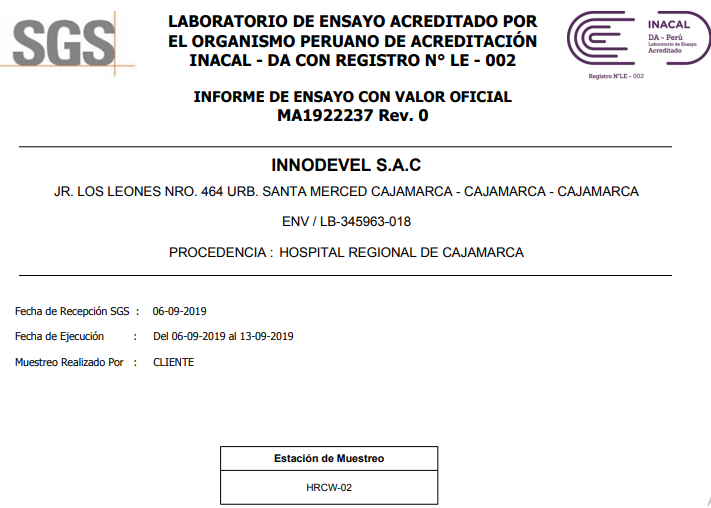 SGS
LABORATORIO DE ENSAYO ACREDITADO POR
EL ORGANISMO PERUANO DE ACREDITACIÓN
INACAL - DA CON REGISTRO N° LE - 002
INACAL
DA - Perú
Laboratorio de Ensayo
Acreditado
Registro N°LE - 002
INFORME DE ENSAYO CON VALOR OFICIAL
MA1922237 Rev. 0
INNODEVEL S.A.C
JR. LOS LEONES NRO. 464 URB. SANTA MERCED CAJAMARCA - CAJAMARCA - CAJAMARCA
ENV / LB-345963-018
PROCEDENCIA : HOSPITAL REGIONAL DE CAJAMARCA
Fecha de Recepción SGS : 06-09-2019
Fecha de Ejecución : Del 06-09-2019 al 13-09-2019
Muestreo Realizado Por : CLIENTE
Estación de Muestreo
HRCW-02